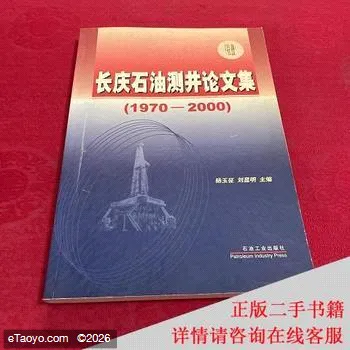 长庆石油测井论文集
(1970—2000)
杨玉征 刘显明 主编
石油工业出版社
Petroleum Industry Press
正版二手书籍
详情请咨询在线客服
eTaoyo.com ©2026